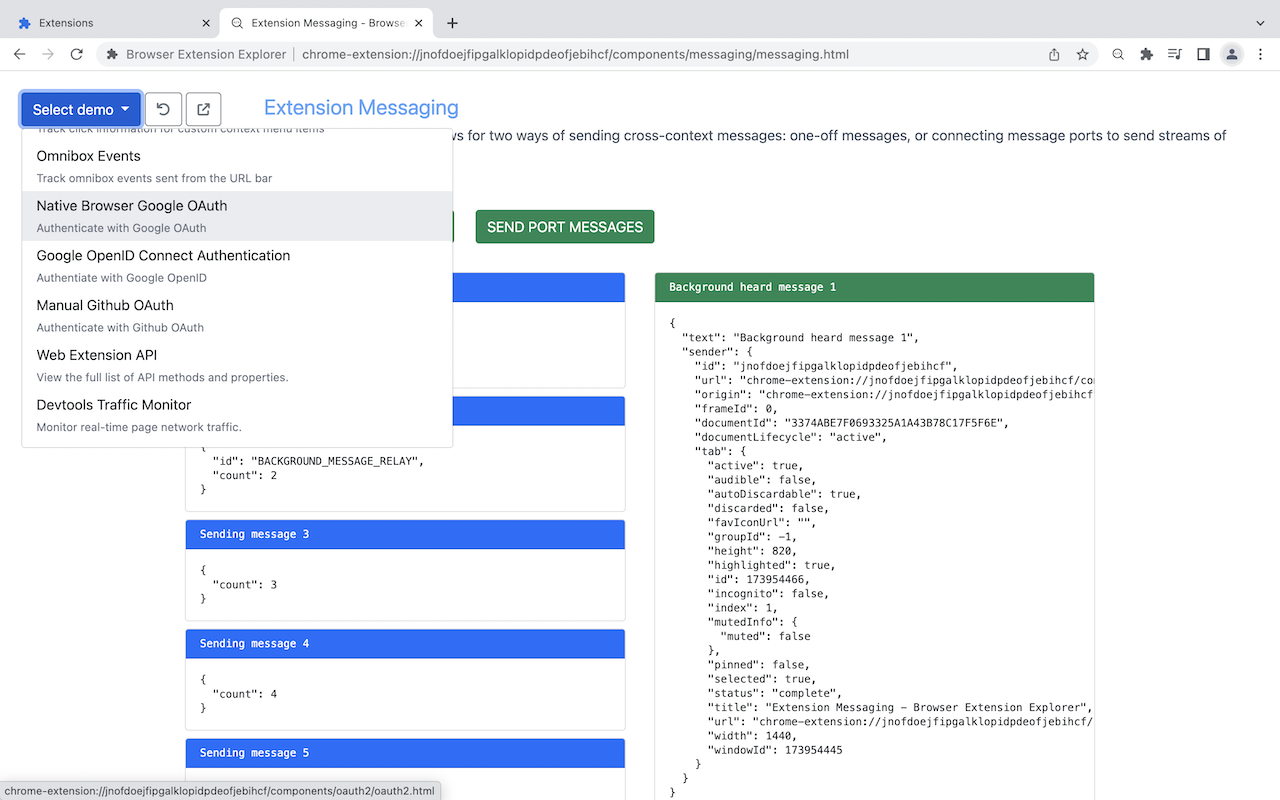 Extensions
Extension Messaging - Browse
Browser Extension Explorer
chrome-extension://jnofdoejfipgalklopidpdeofjebihcf/components/messaging/messaging.html
Select demo
Extension Messaging
ws for two ways of sending cross-context messages: one-off messages, or connecting message ports to send streams of
Track click information for custom context menu items
Omnibox Events
Track omnibox events sent from the URL bar
Native Browser Google OAuth
Authenticate with Google OAuth
Google OpenID Connect Authentication
Authentiate with Google OpenID
Manual Github OAuth
Authenticate with Github OAuth
Web Extension API
View the full list of API methods and properties.
Devtools Traffic Monitor
Monitor real-time page network traffic.
SEND PORT MESSAGES
{
"id": "BACKGROUND_MESSAGE_RELAY",
"count": 2
}
Sending message 3
{
"count": 3
}
Sending message 4
{
"count": 4
}
Sending message 5
Background heard message 1
{
"text": "Background heard message 1",
"sender": {
"id": "jnofdoejfipgalklopidpdeofjebihcf",
"url": "chrome-extension://jnofdoejfipgalklopidpdeofjebihcf/co
"origin": "chrome-extension://jnofdoejfipgalklopidpdeofjebihcf
"frameId": 0,
"documentId": "3374ABE7F0693325A1A43B78C17F5F6E",
"documentLifecycle": "active",
"tab": {
"active": true,
"audible": false,
"autoDiscardable": true,
"discarded": false,
"favIconUrl": "",
"groupId": -1,
"height": 820,
"highlighted": true,
"id": 173954466,
"incognito": false,
"index": 1,
"mutedInfo": {
"muted": false
},
"pinned": false,
"selected": true,
"status": "complete",
"title": "Extension Messaging - Browser Extension Explorer",
"url": "chrome-extension://jnofdoejfipgalklopidpdeofjebihcf/
"width": 1440,
"windowId": 173954445
}
}
}
chrome-extension://jnofdoejfipgalklopidpdeofjebihcf/components/oauth2/oauth2.html